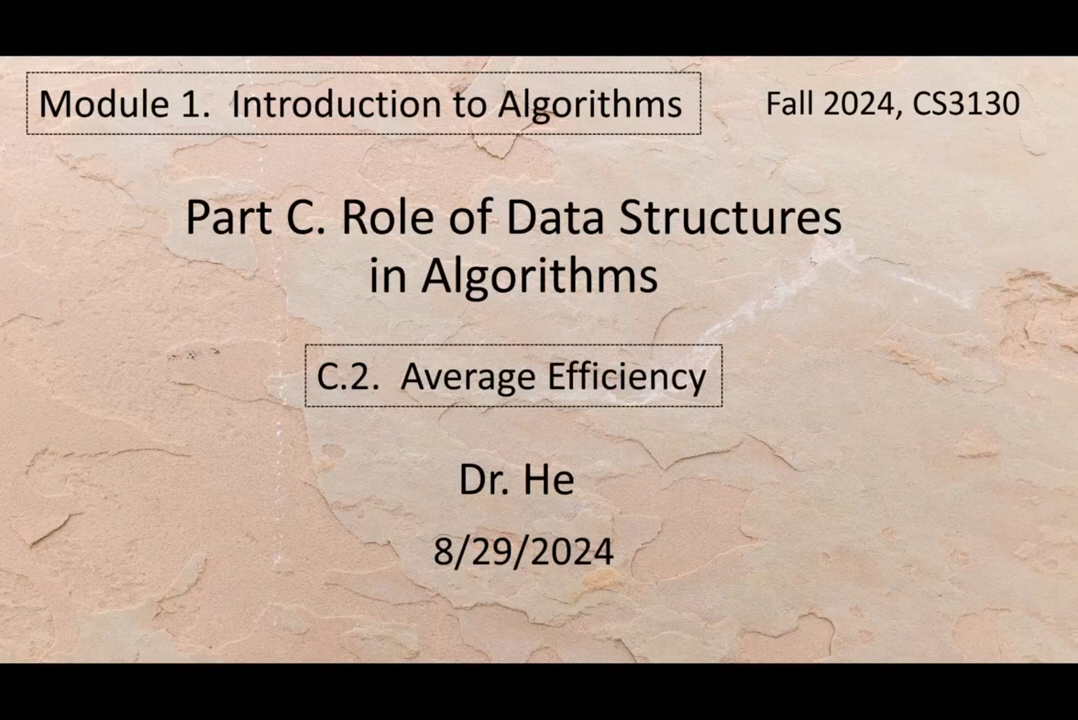 Module 1. Introduction to Algorithms
Fall 2024, CS3130
Part C. Role of Data Structures
in Algorithms
C.2. Average Efficiency
Dr. He
8/29/2024